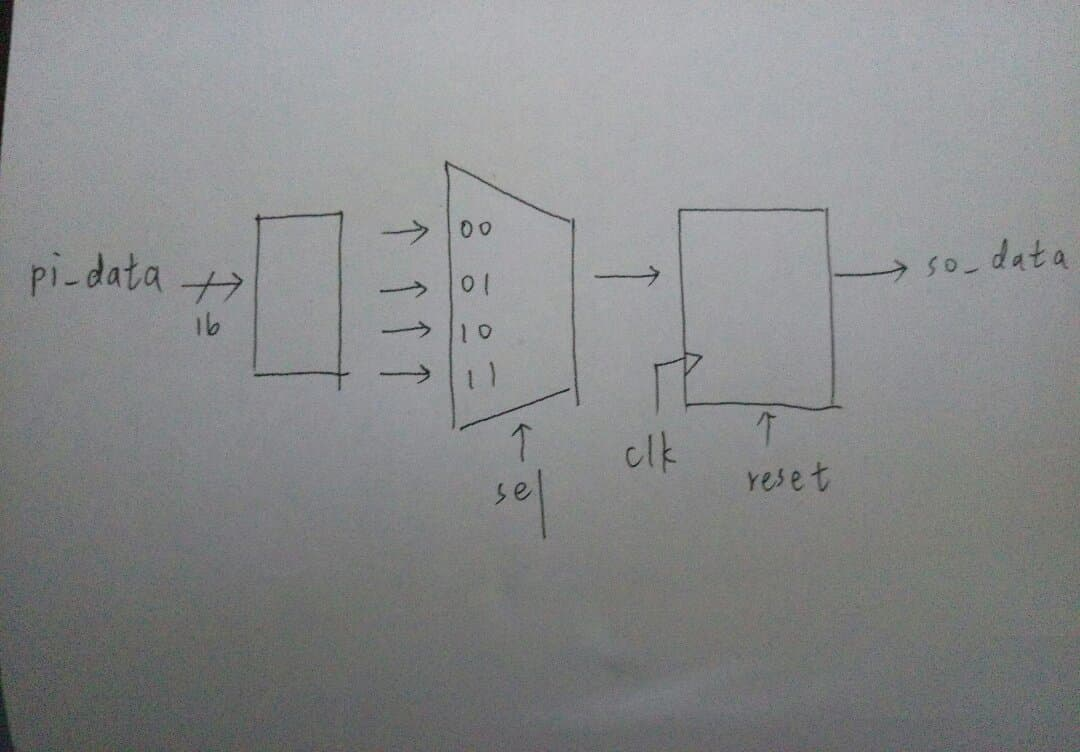 pi_data
16
00
01
10
11
sel
clk
reset
so_data